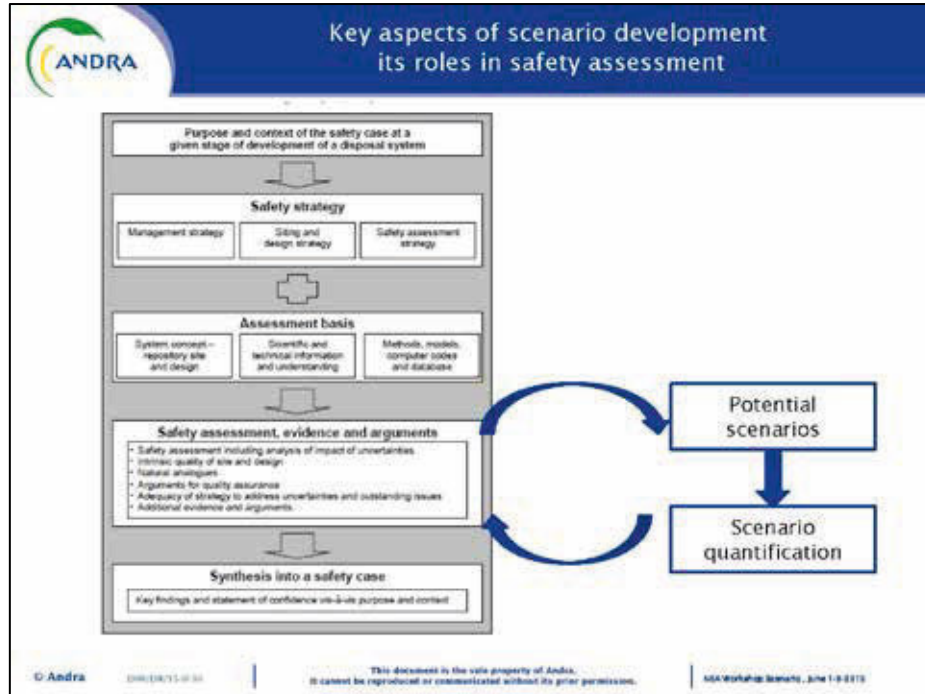 ANDRA
Key aspects of scenario development
its roles in safety assessment
Purpose and context of the safety case at a
given stage of development of a disposal system
Safety strategy
Management strategy
Siting and
design strategy
Safety assessment
strategy
Assessment basis
System concept –
repository site
and design
Scientific and
technical information
and understanding
Methods, models,
computer codes
and database
Safety assessment, evidence and arguments
• Safety assessment including analysis of impact of uncertainties
• Intrinsic quality of site and design
• Natural analogues
• Arguments for quality assurance
• Adequacy of strategy to address uncertainties and outstanding issues
• Additional evidence and arguments
Synthesis into a safety case
Key findings and statement of confidence vis-à-vis purpose and context
Potential
scenarios
Scenario
quantification
© Andra
This document is the sole property of Andra.
It cannot be reproduced or communicated without its prior permission.
NEA Workshop Scenario, June 1-3 2015